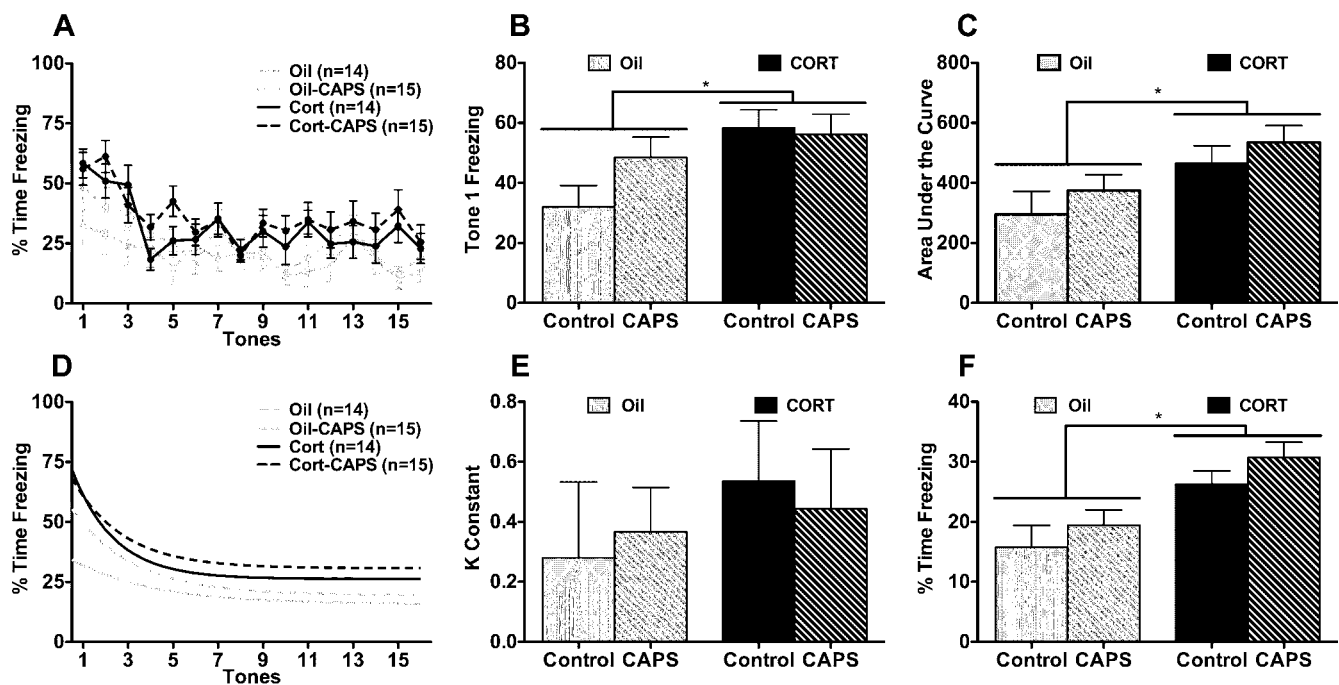 A
% Time Freezing
100
75
50
25
0
Oil (n=14)
Oil-CAPS (n=15)
Cort (n=14)
Cort-CAPS (n=15)
1 3 5 7 9 11 13 15
Tones
B
Tone 1 Freezing
80
60
40
20
0
Oil CORT
*
Control CAPS Control CAPS
C
Area Under the Curve
800
600
400
200
0
Oil CORT
*
Control CAPS Control CAPS
D
% Time Freezing
100
75
50
25
0
Oil (n=14)
Oil-CAPS (n=15)
Cort (n=14)
Cort-CAPS (n=15)
1 3 5 7 9 11 13 15
Tones
E
K Constant
0.8
0.6
0.4
0.2
0.0
Oil CORT
Control CAPS Control CAPS
F
% Time Freezing
40
30
20
10
0
Oil CORT
*
Control CAPS Control CAPS